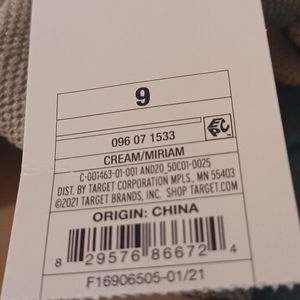 9
096 07 1533
CREAM/MIRIAM
C-001463-01-001 AND20_50C01-0025
DIST. BY TARGET CORPORATION MPLS., MN 55403
©2021 TARGET BRANDS, INC. SHOP TARGET.COM
ORIGIN: CHINA
8 29576 86672 4
F16906505-01/21